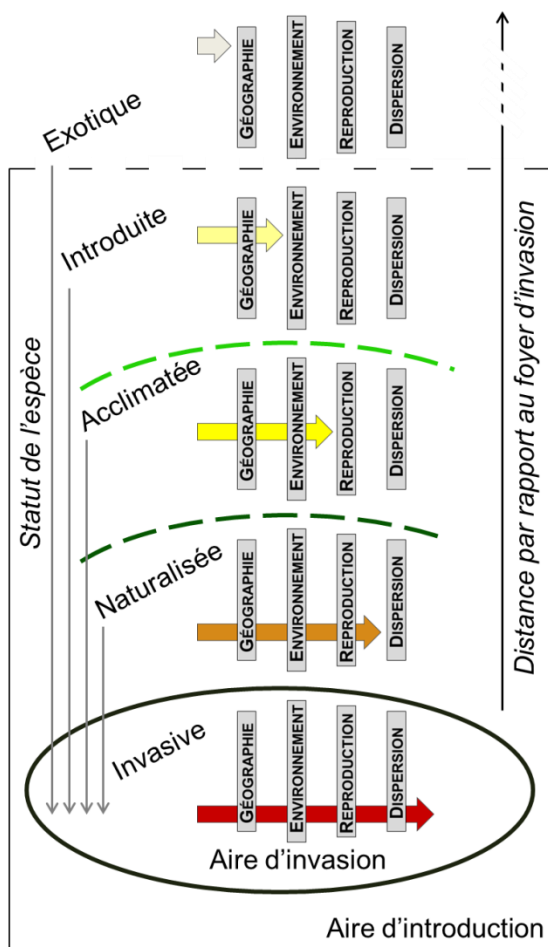 Exotique
GÉOGRAPHIE
ENVIRONNEMENT
REPRODUCTION
DISPERSION
Introduite
GÉOGRAPHIE
ENVIRONNEMENT
REPRODUCTION
DISPERSION
Acclimatée
GÉOGRAPHIE
ENVIRONNEMENT
REPRODUCTION
DISPERSION
Naturalisée
GÉOGRAPHIE
ENVIRONNEMENT
REPRODUCTION
DISPERSION
Invasive
GÉOGRAPHIE
ENVIRONNEMENT
REPRODUCTION
DISPERSION
Aire d’invasion
Aire d’introduction
Statut de l’espèce
Distance par rapport au foyer d’invasion